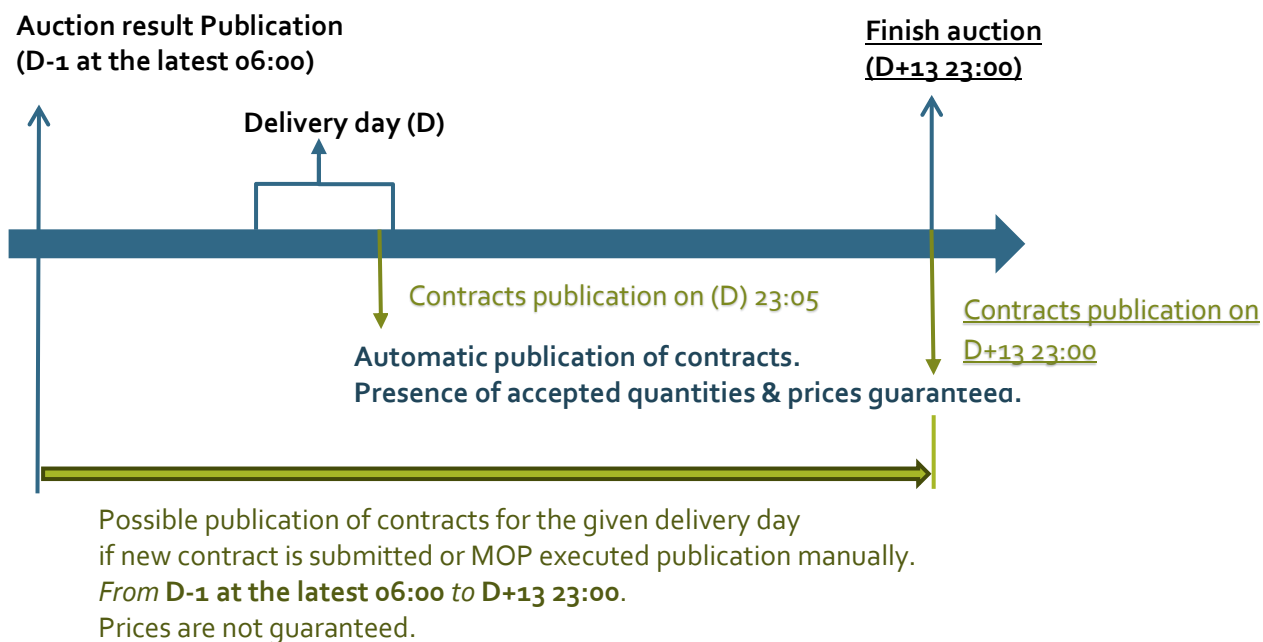 Auction result Publication
(D-1 at the latest 06:00)
Finish auction
(D+13 23:00)
Delivery day (D)
Contracts publication on (D) 23:05
Contracts publication on
D+13 23:00
Automatic publication of contracts.
Presence of accepted quantities & prices guaranteed.
Possible publication of contracts for the given delivery day
if new contract is submitted or MOP executed publication manually.
From D-1 at the latest 06:00 to D+13 23:00.
Prices are not guaranteed.